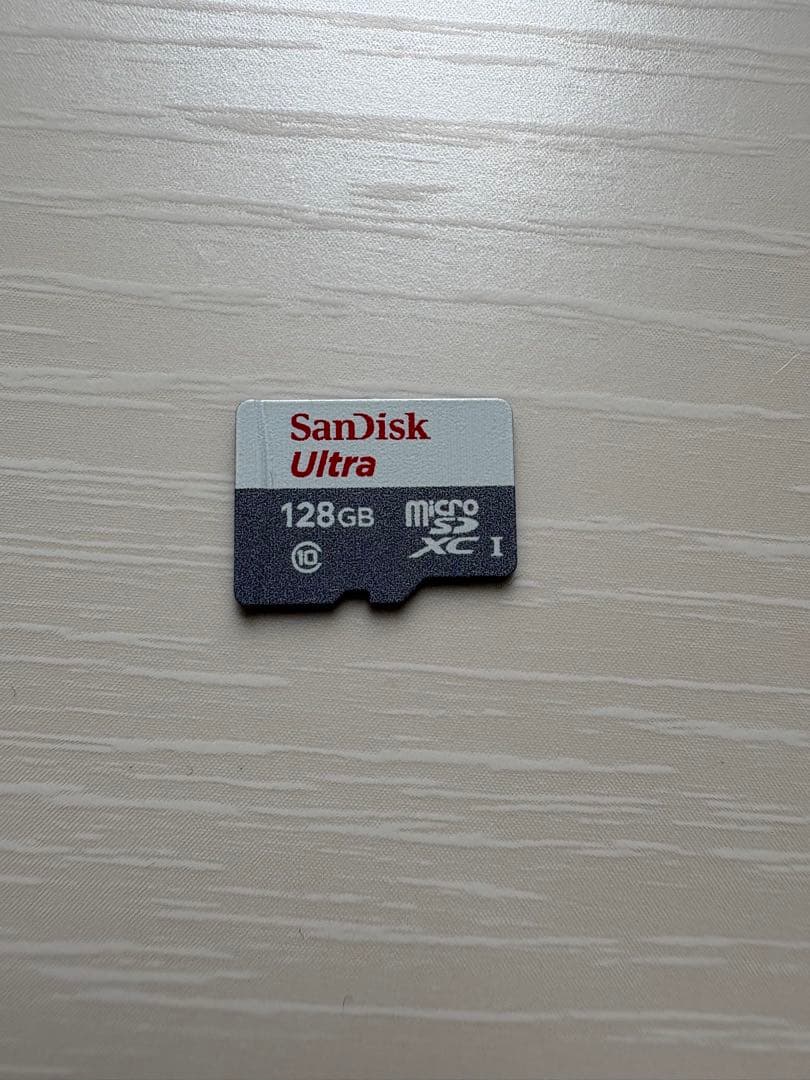 SanDisk
Ultra
128GB
10
micro
SD
XC I